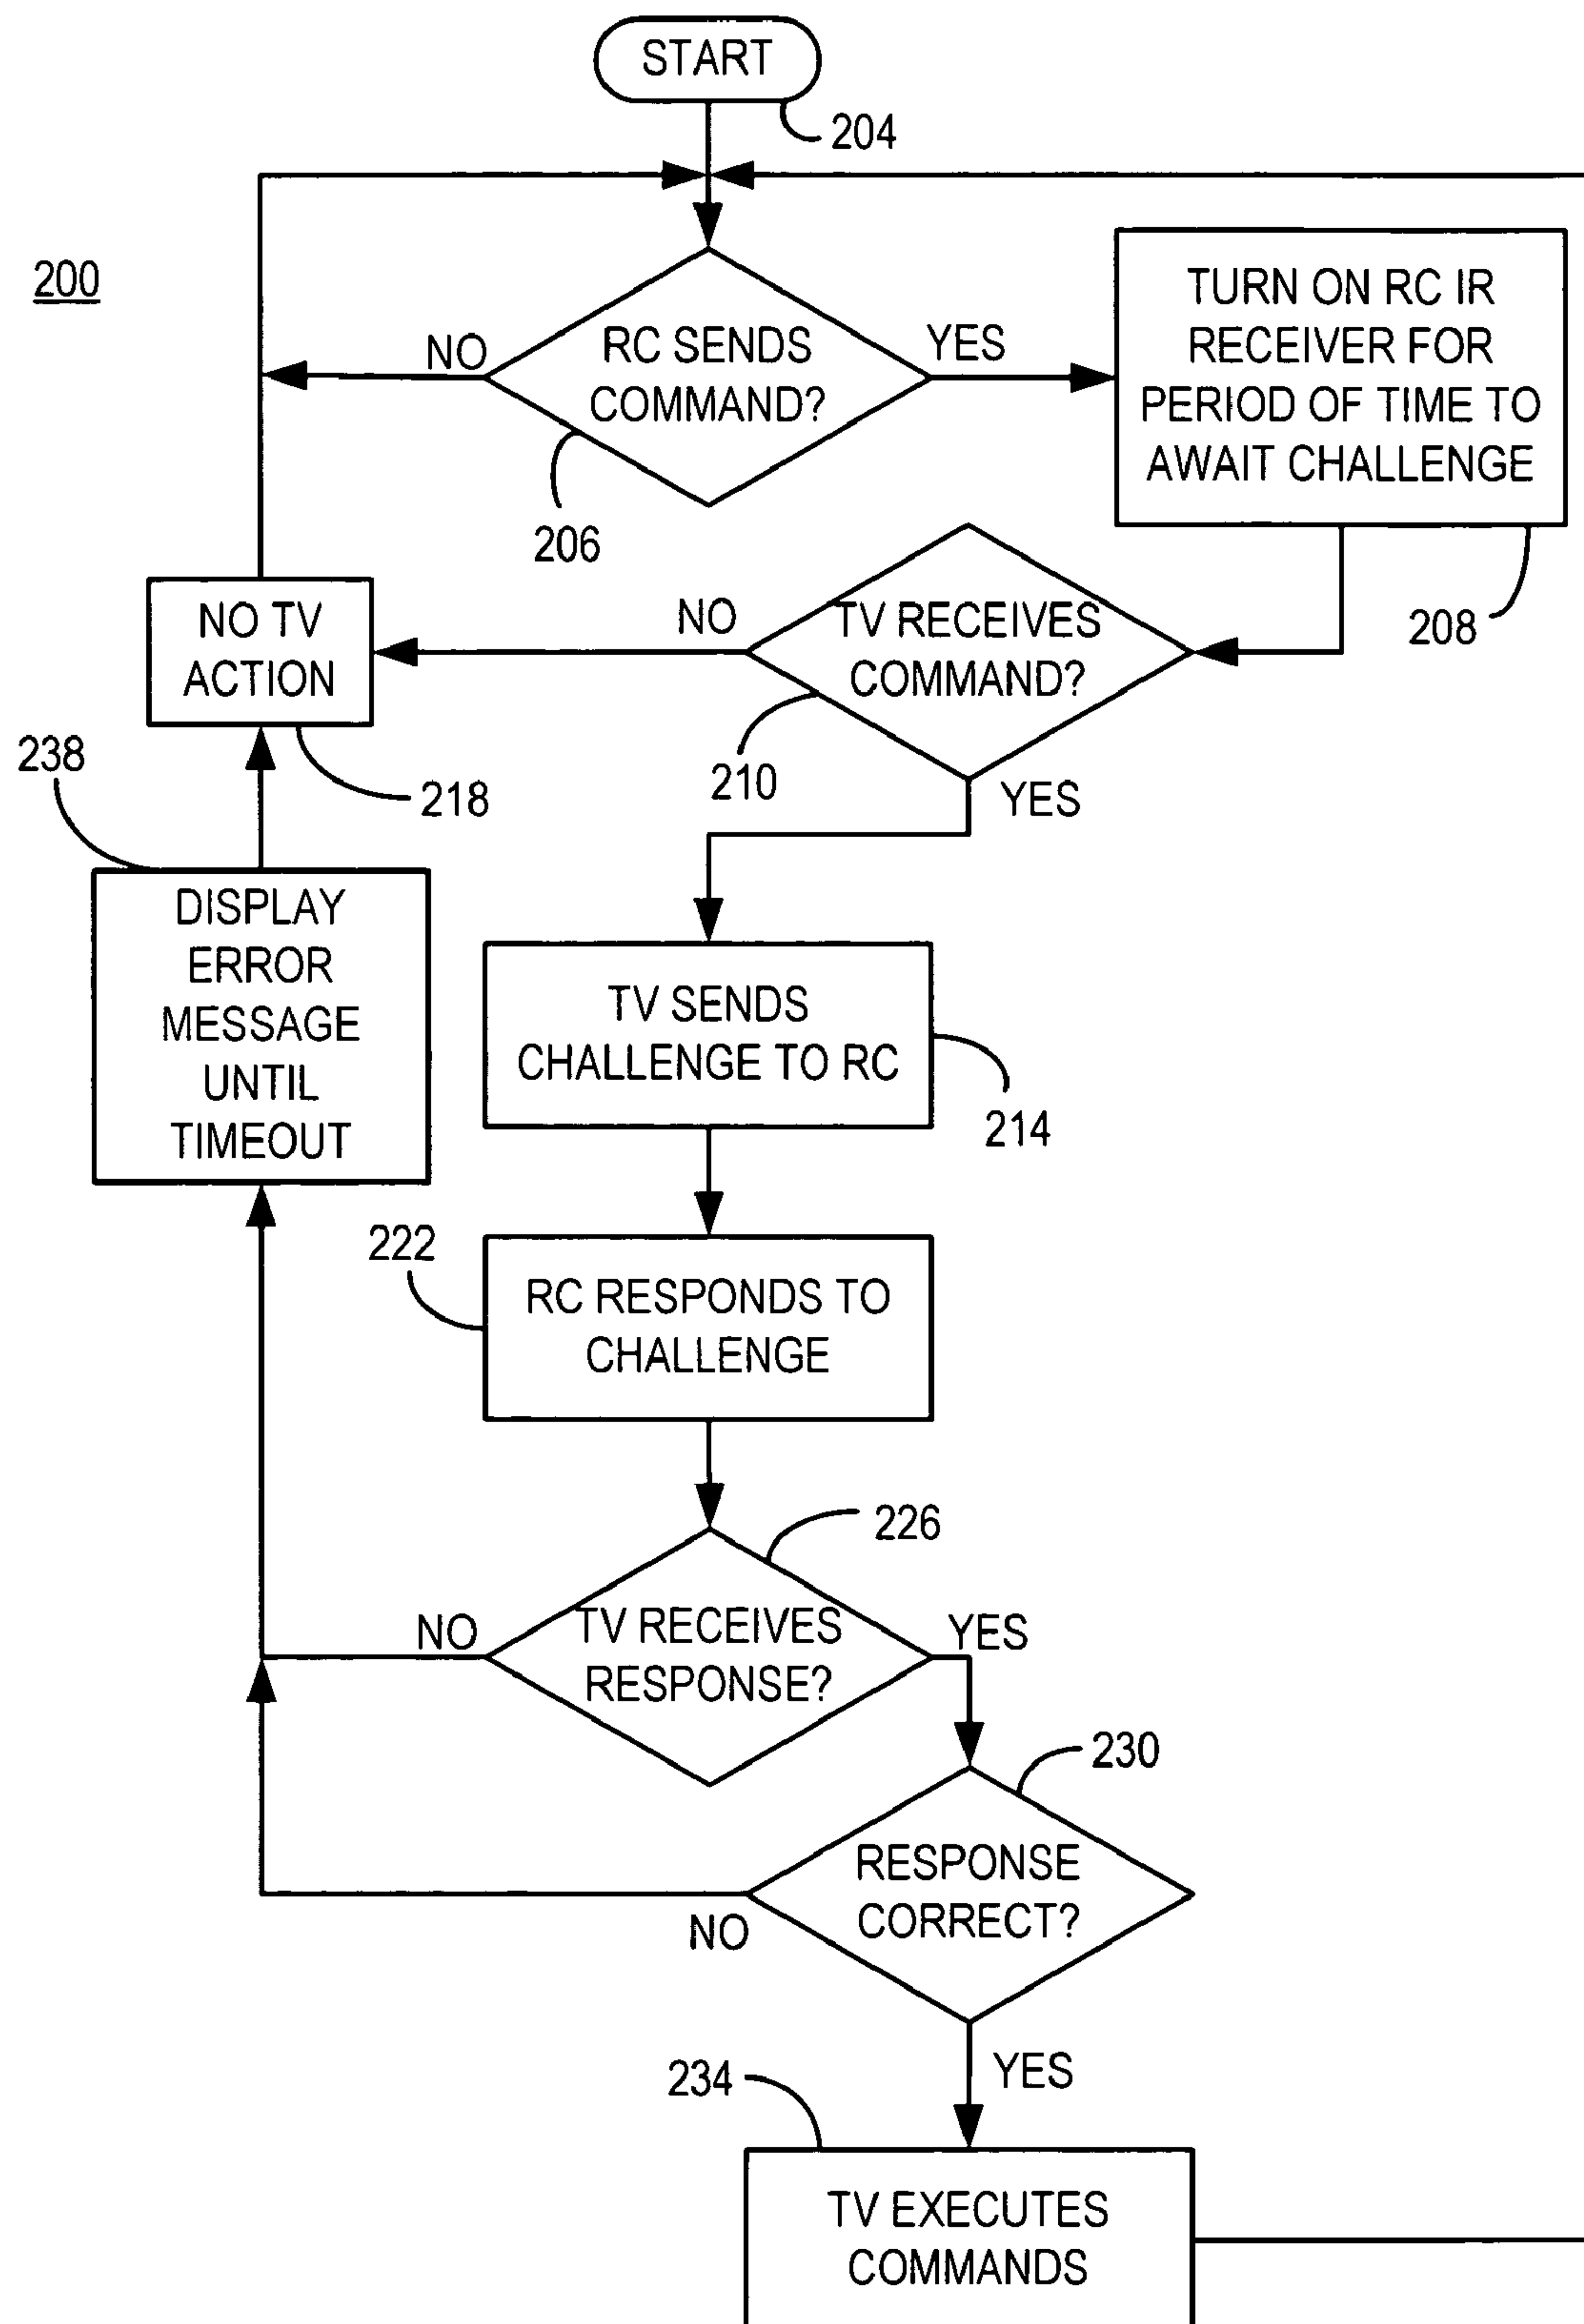 START
204
200
NO
RC SENDS
COMMAND?
YES
206
TURN ON RC IR
RECEIVER FOR
PERIOD OF TIME TO
AWAIT CHALLENGE
208
NO TV
ACTION
218
NO
TV RECEIVES
COMMAND?
210
YES
238
DISPLAY
ERROR
MESSAGE
UNTIL
TIMEOUT
TV SENDS
CHALLENGE TO RC
214
222
RC RESPONDS TO
CHALLENGE
226
NO
TV RECEIVES
RESPONSE?
YES
230
RESPONSE
CORRECT?
NO
YES
234
TV EXECUTES
COMMANDS